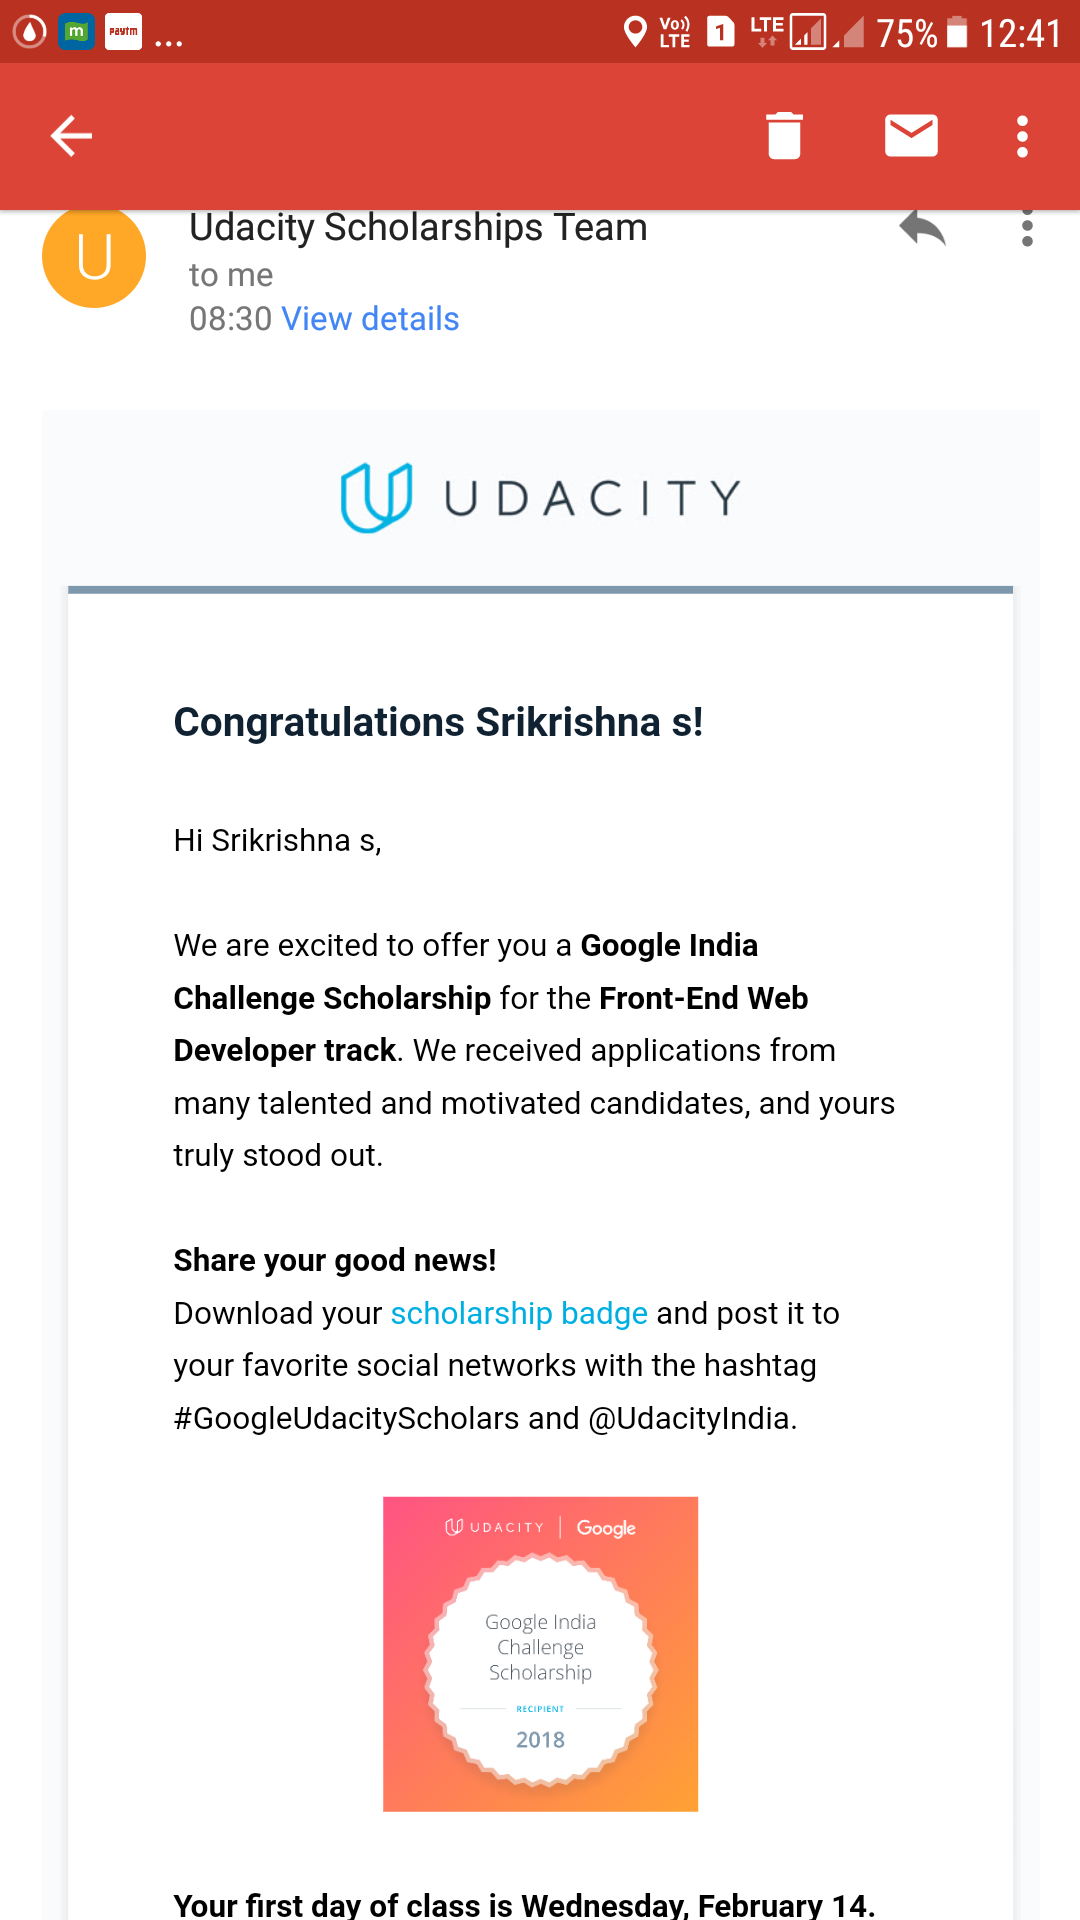 m Paytm ... Vo)) LTE 1 LTE 75% 12:41
Udacity Scholarships Team
U
to me
08:30 View details
UDACITY
Congratulations Srikrishna s!
Hi Srikrishna s,
We are excited to offer you a Google India
Challenge Scholarship for the Front-End Web
Developer track. We received applications from
many talented and motivated candidates, and yours
truly stood out.
Share your good news!
Download your scholarship badge and post it to
your favorite social networks with the hashtag
#GoogleUdacityScholars and @UdacityIndia.
UDACITY | Google
Google India
Challenge
Scholarship
RECIPIENT
2018
Your first day of class is Wednesday, February 14.